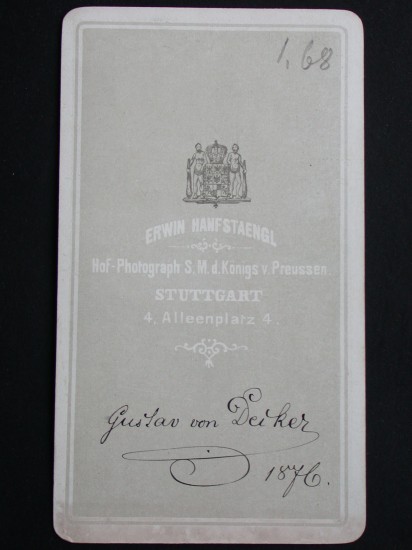 1,68
ERWIN HANFSTAENGL
Hof-Photograph S. M. d. Königs v. Preussen.
STUTTGART
4, Alleenplatz 4.
Gustav von Deiker
1876.